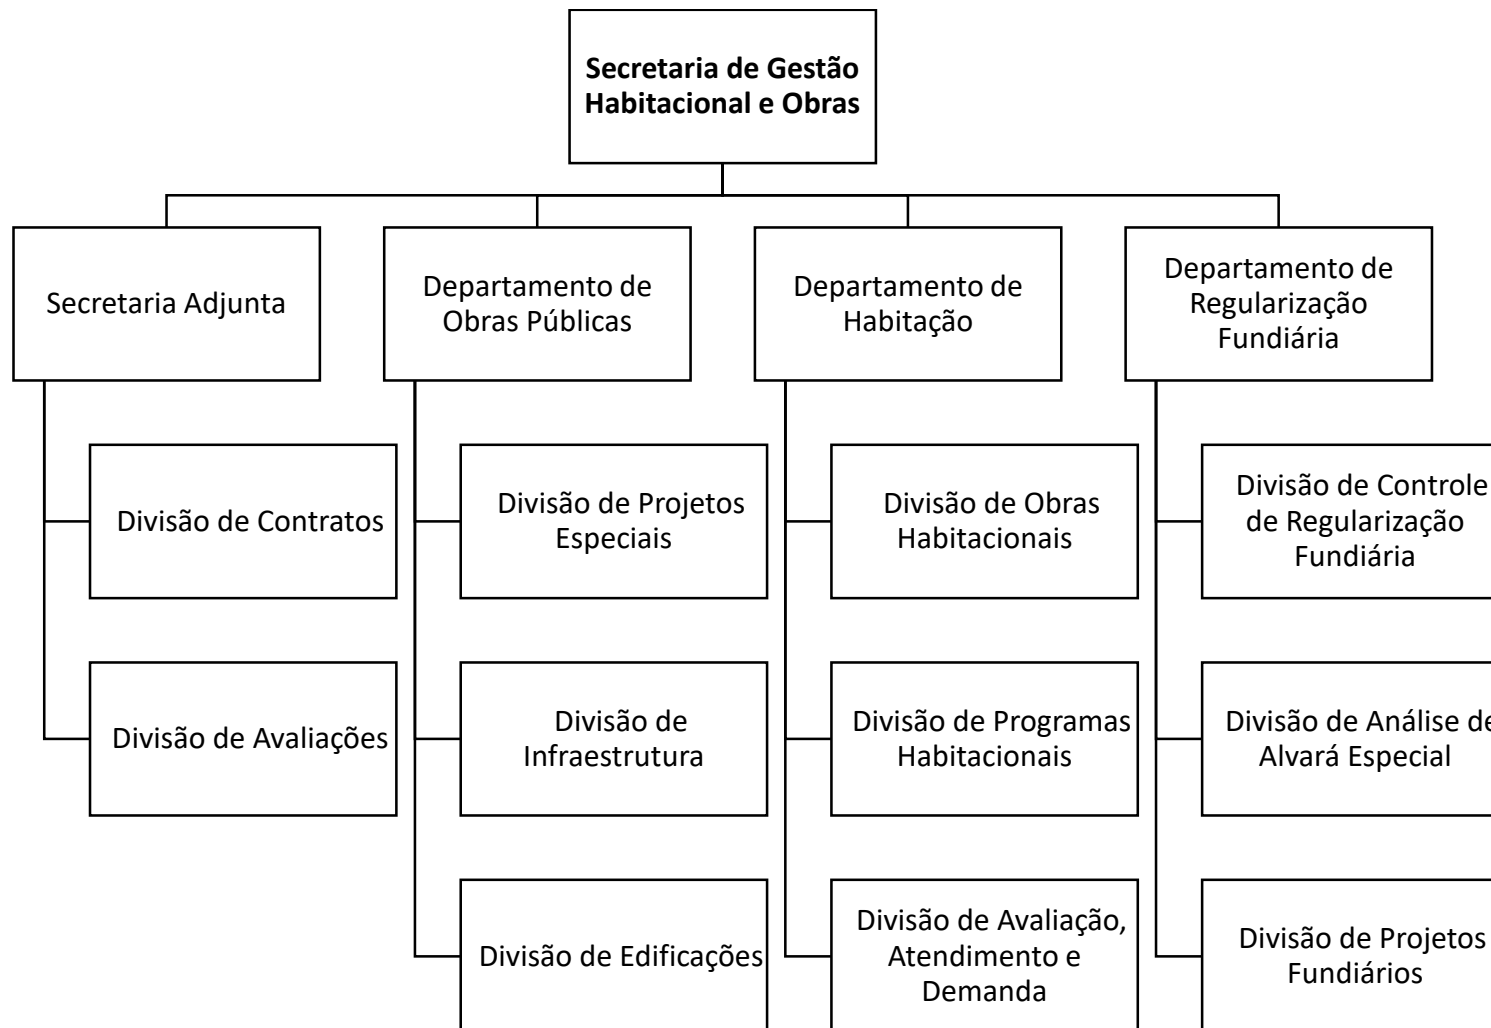 Secretaria de Gestão
Habitacional e Obras
Secretaria Adjunta
Departamento de
Obras Públicas
Departamento de
Habitação
Departamento de
Regularização
Fundiária
Divisão de Contratos
Divisão de Projetos
Especiais
Divisão de Obras
Habitacionais
Divisão de Controle
de Regularização
Fundiária
Divisão de Avaliações
Divisão de
Infraestrutura
Divisão de Programas
Habitacionais
Divisão de Análise de
Alvará Especial
Divisão de Edificações
Divisão de Avaliação,
Atendimento e
Demanda
Divisão de Projetos
Fundiários